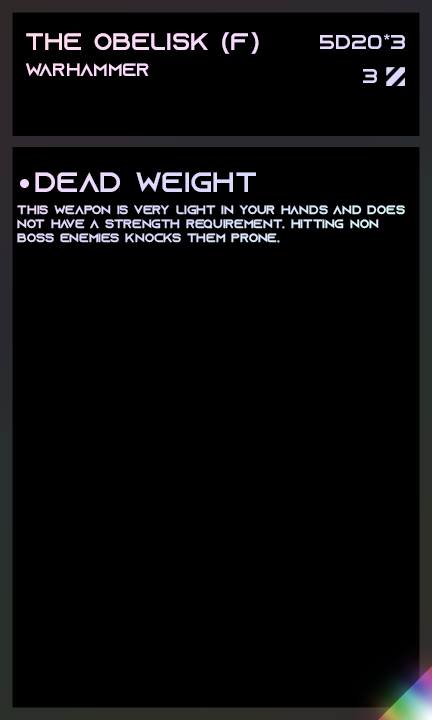 THE OBELISK (F)
5D20*3
WARHAMMER
3
•DEAD WEIGHT
THIS WEAPON IS VERY LIGHT IN YOUR HANDS AND DOES
NOT HAVE A STRENGTH REQUIREMENT. HITTING NON
BOSS ENEMIES KNOCKS THEM PRONE.